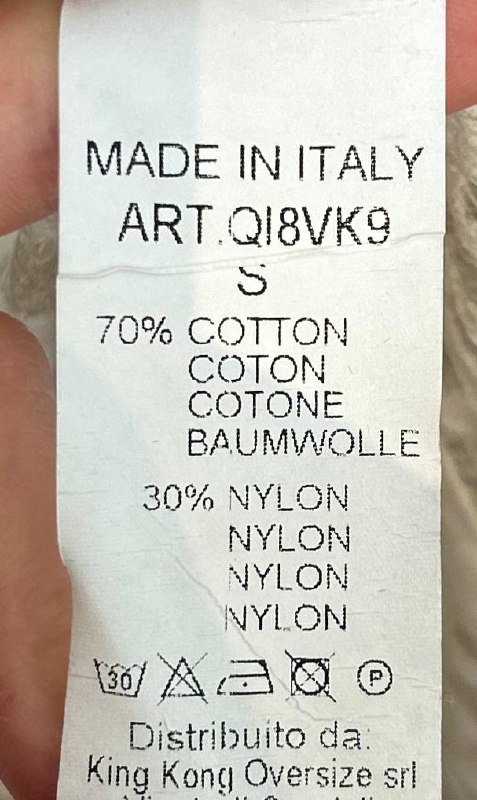 MADE IN ITALY
ART.QI8VK9
S
70% COTTON
COTON
COTONE
BAUMWOLLE
30% NYLON
NYLON
NYLON
NYLON
30 P
Distribuito da:
King Kong Oversize srl